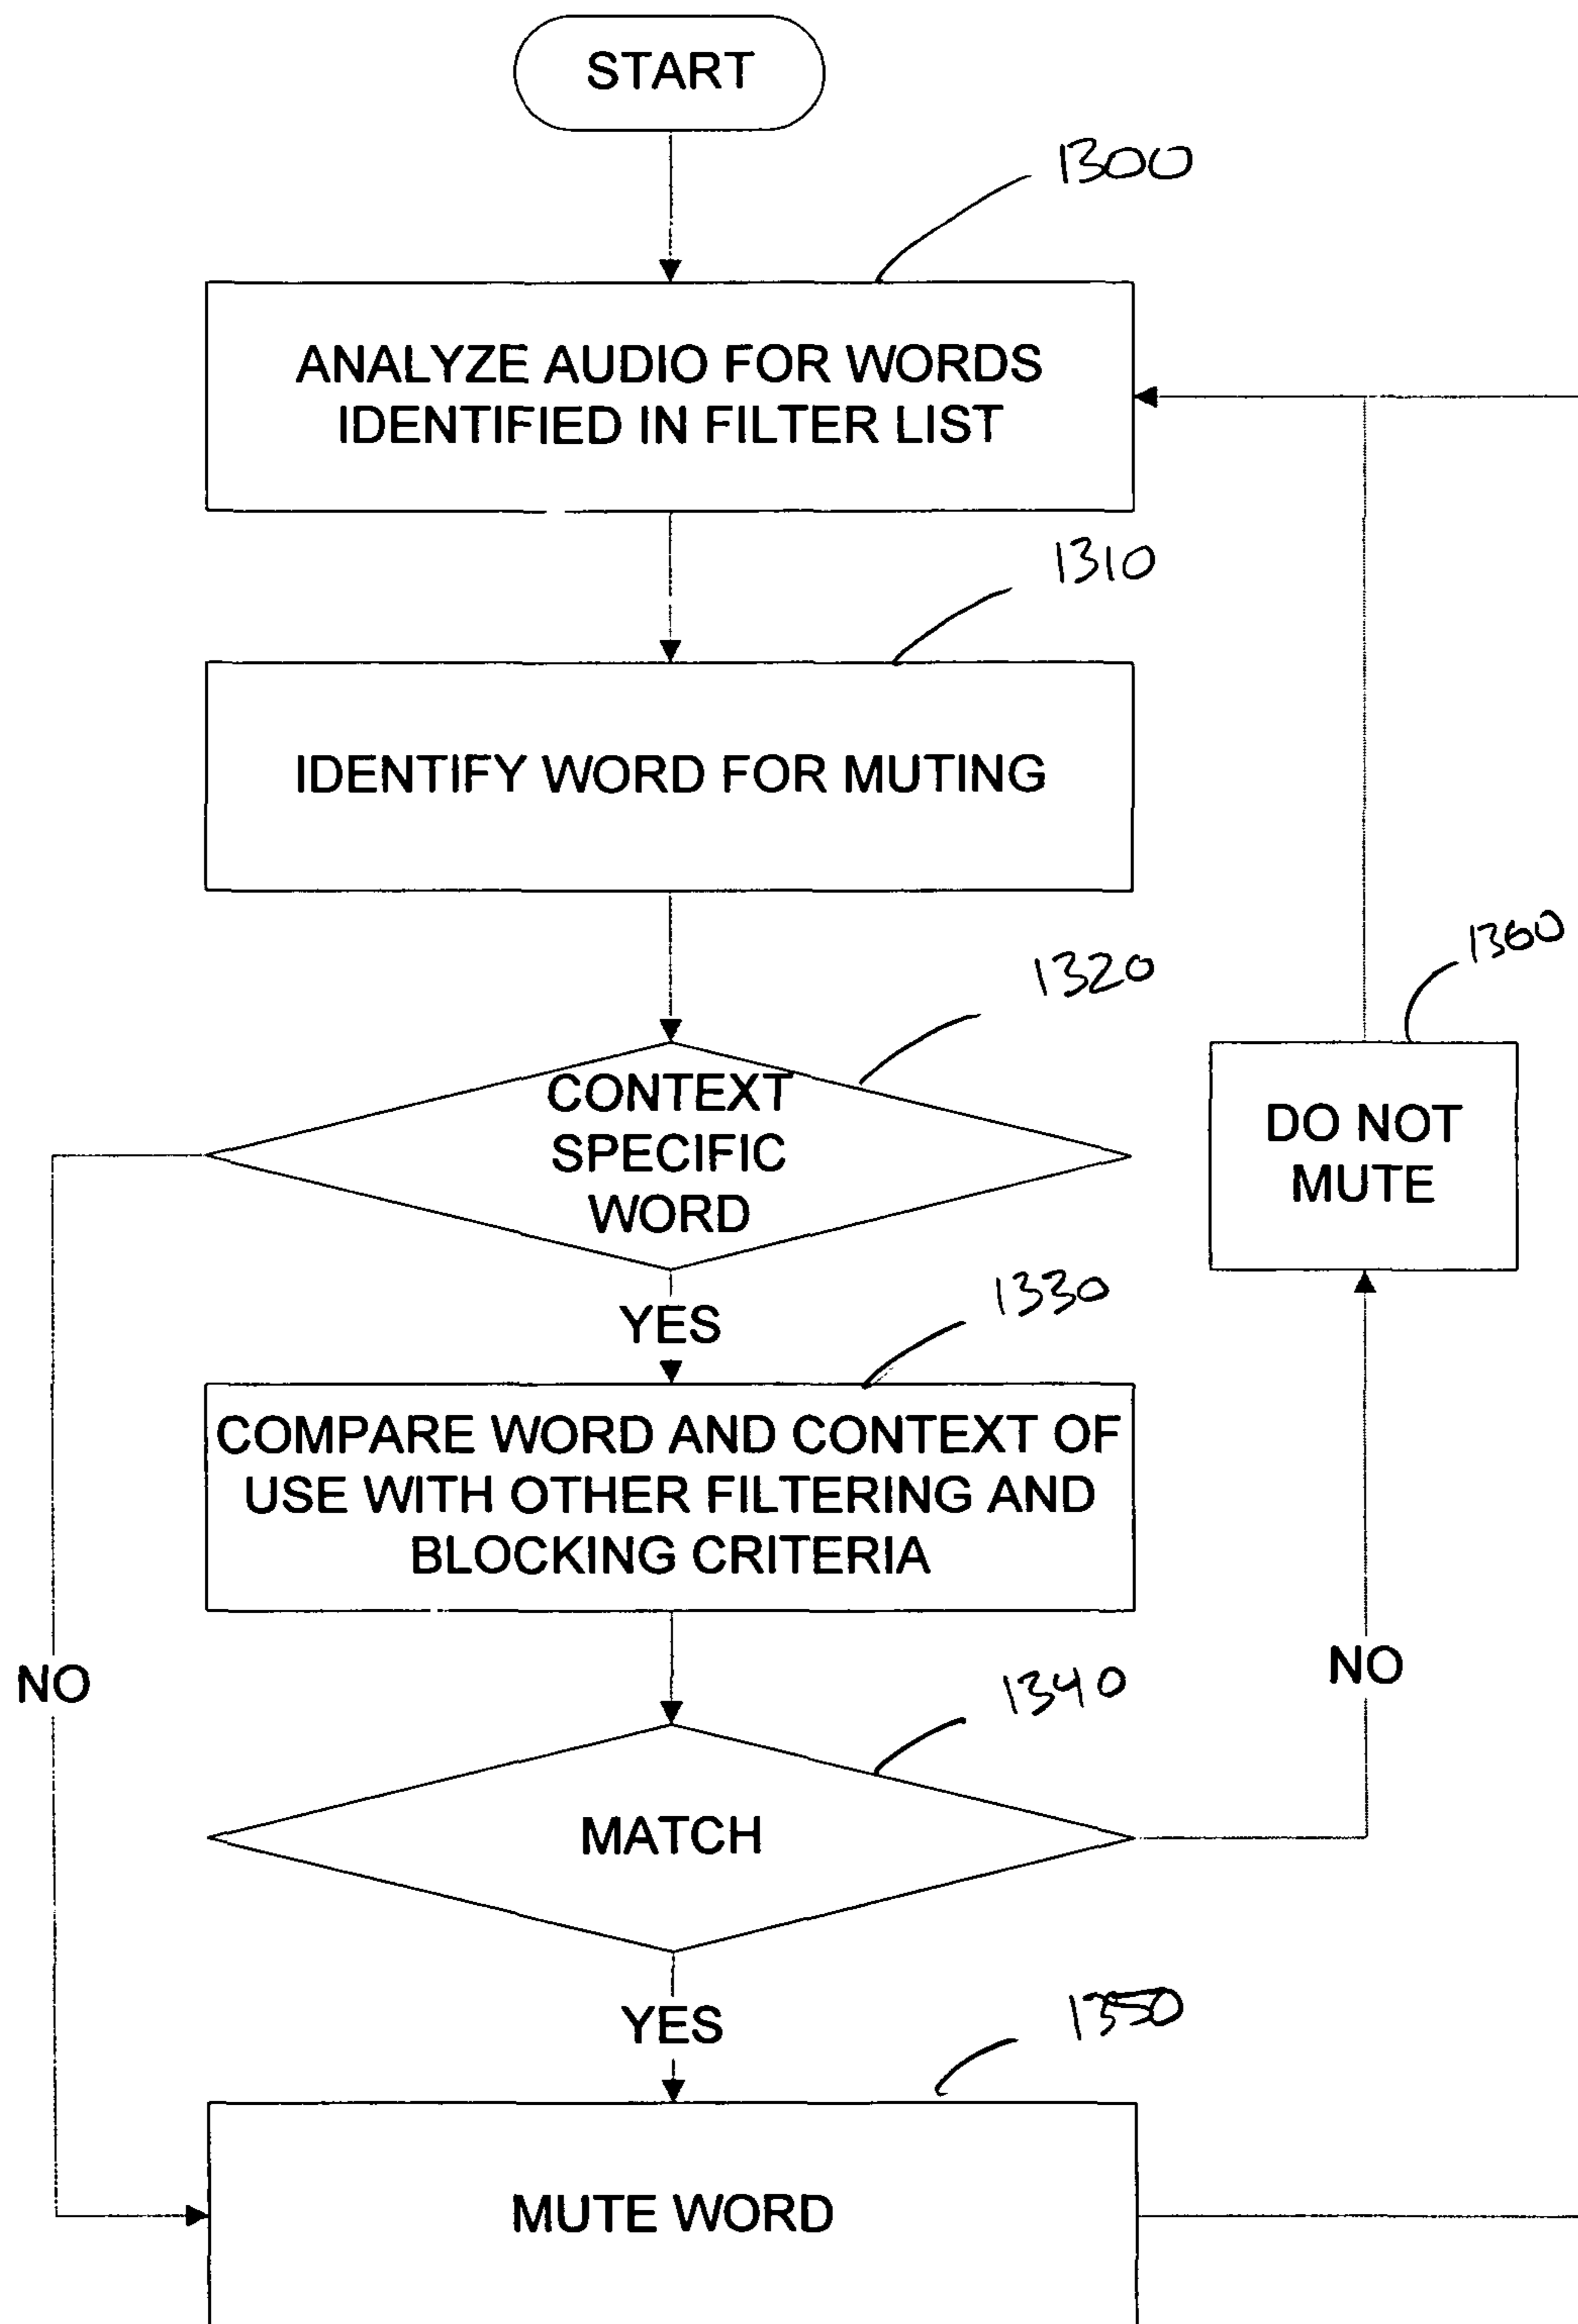 START
1300
ANALYZE AUDIO FOR WORDS
IDENTIFIED IN FILTER LIST
1310
IDENTIFY WORD FOR MUTING
1320
1360
CONTEXT
SPECIFIC
WORD
DO NOT
MUTE
YES
1330
COMPARE WORD AND CONTEXT OF
USE WITH OTHER FILTERING AND
BLOCKING CRITERIA
NO
NO
1340
MATCH
YES
1350
MUTE WORD